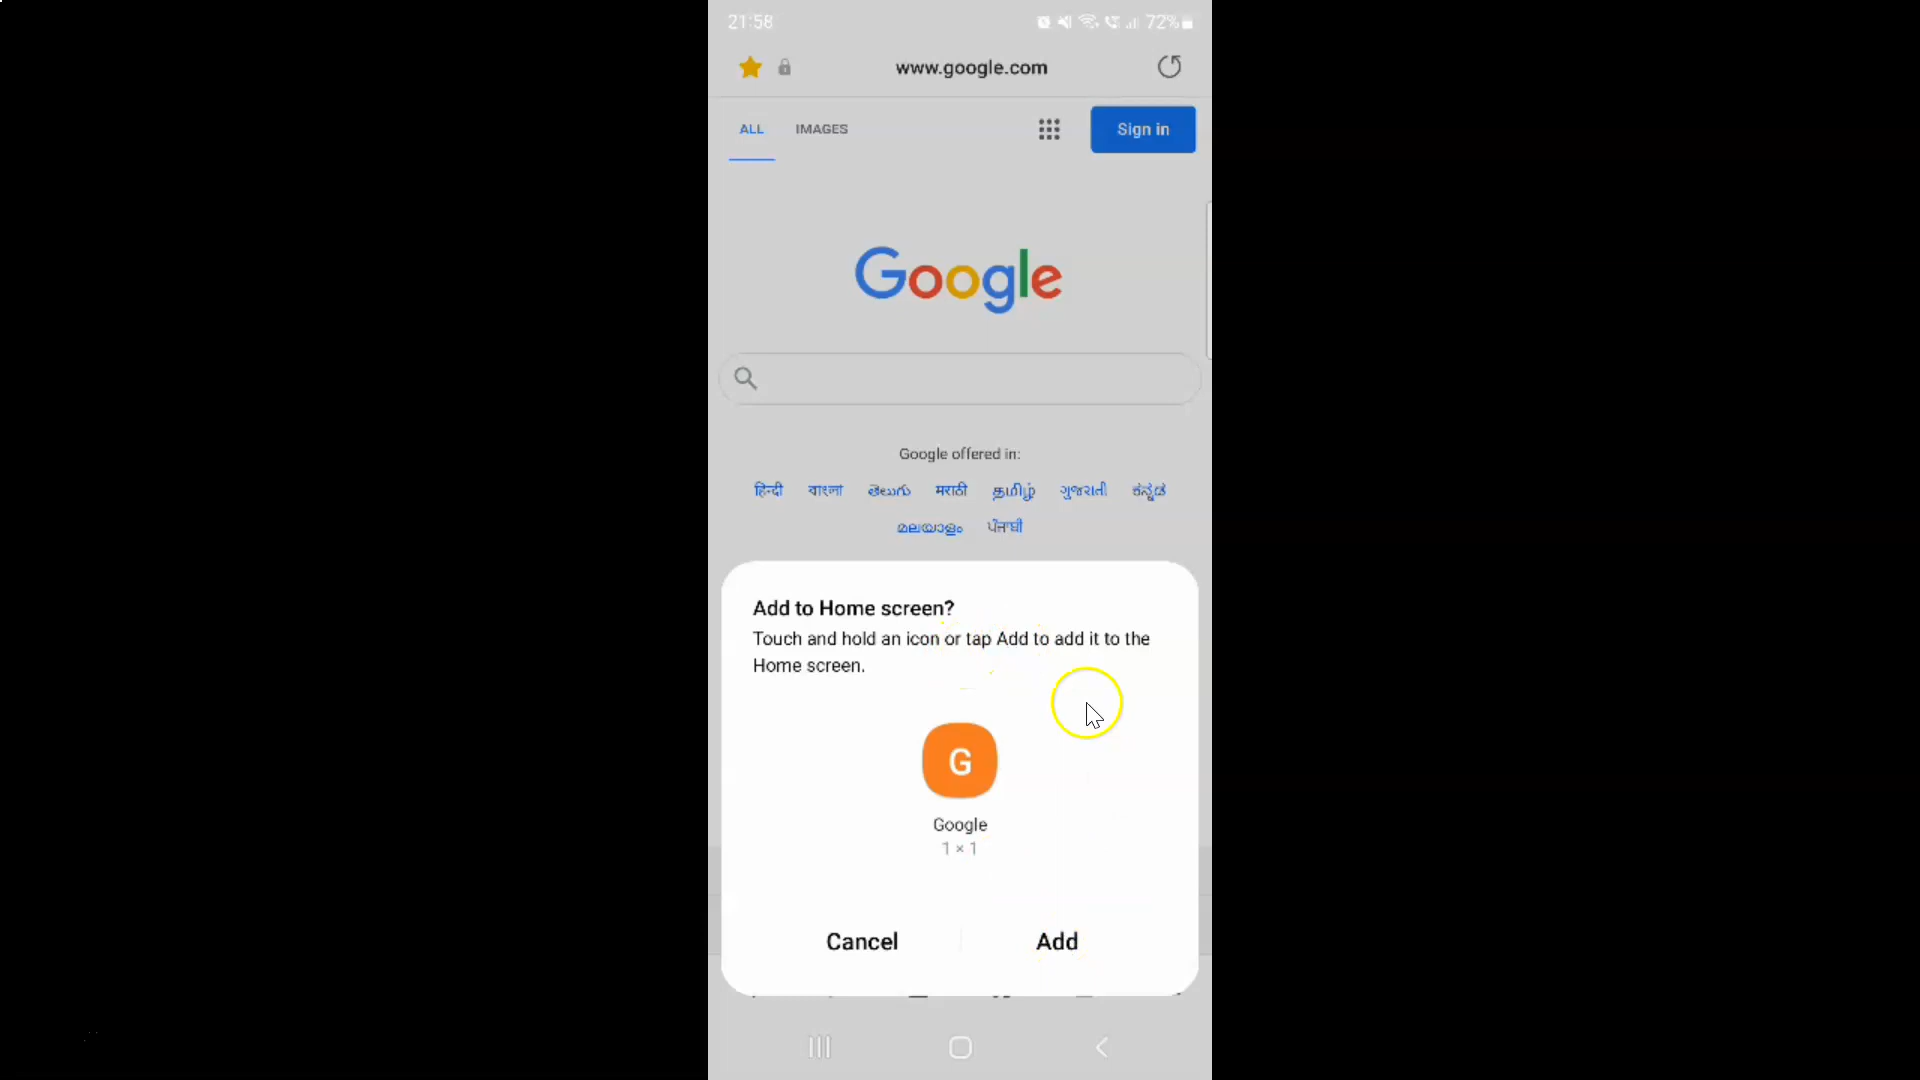 21:58 72%
www.google.com
ALL IMAGES Sign in
Google
Google offered in:
हिन्दी বাংলা తెలుగు मराठी தமிழ் ગુજરાતી ಕನ್ನಡ
മലയാളം ਪੰਜਾਬੀ
Add to Home screen?
Touch and hold an icon or tap Add to add it to the
Home screen.
G
Google
1 × 1
Cancel Add